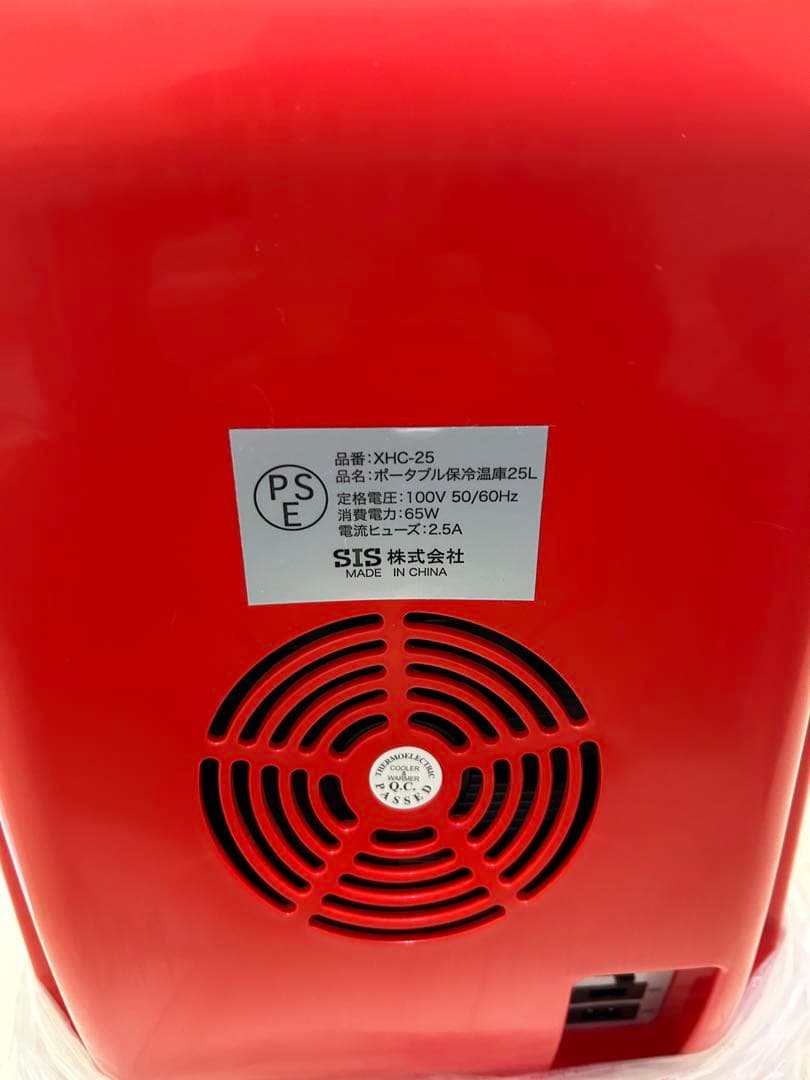 PS
E
品番:XHC-25
品名:ポータブル保冷温庫25L
定格電圧:100V 50/60Hz
消費電力:65W
電流ヒューズ:2.5A
SIS 株式会社
MADE IN CHINA
THERMOELECTRIC
COOLER
&
WARMER
Q.C.
PASSED